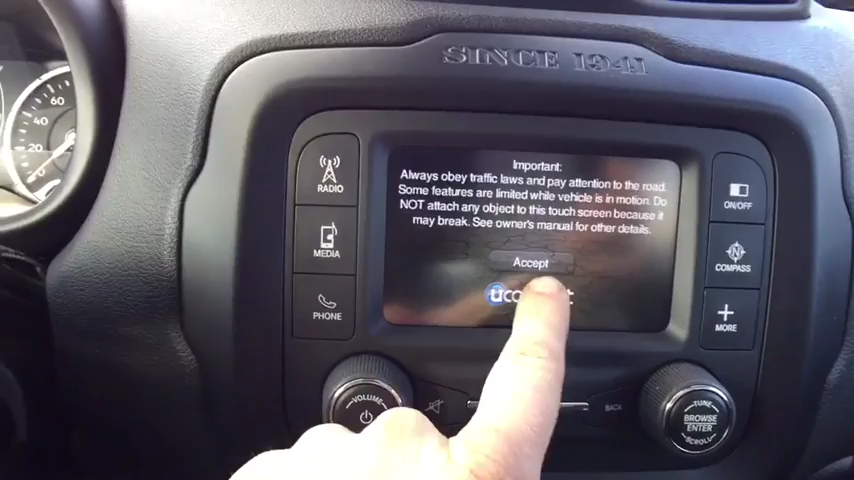 SINCE 1941
60
40
20
RADIO
MEDIA
PHONE
Important:
Always obey traffic laws and pay attention to the road.
Some features are limited while vehicle is in motion. Do
NOT attach any object to this touch screen because it
may break. See owner's manual for other details.
Accept
ON/OFF
COMPASS
MORE
VOLUME
BACK
TUNE
BROWSE
ENTER
SCROLL